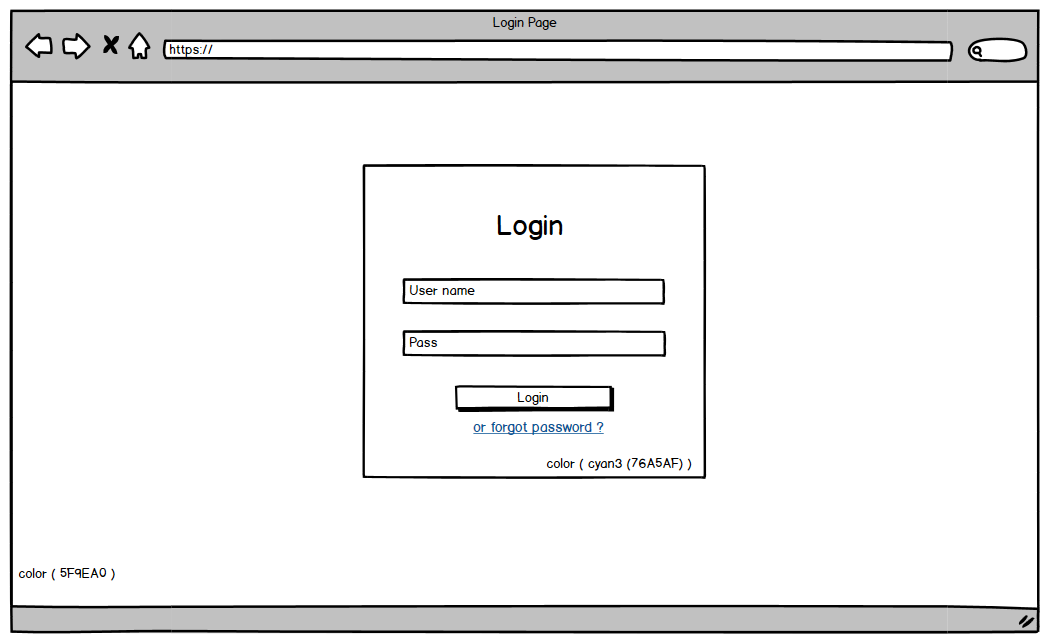 Login Page
https://
Login
User name
Pass
Login
or forgot password ?
color ( cyan3 (76A5AF) )
color ( 5F9EA0 )